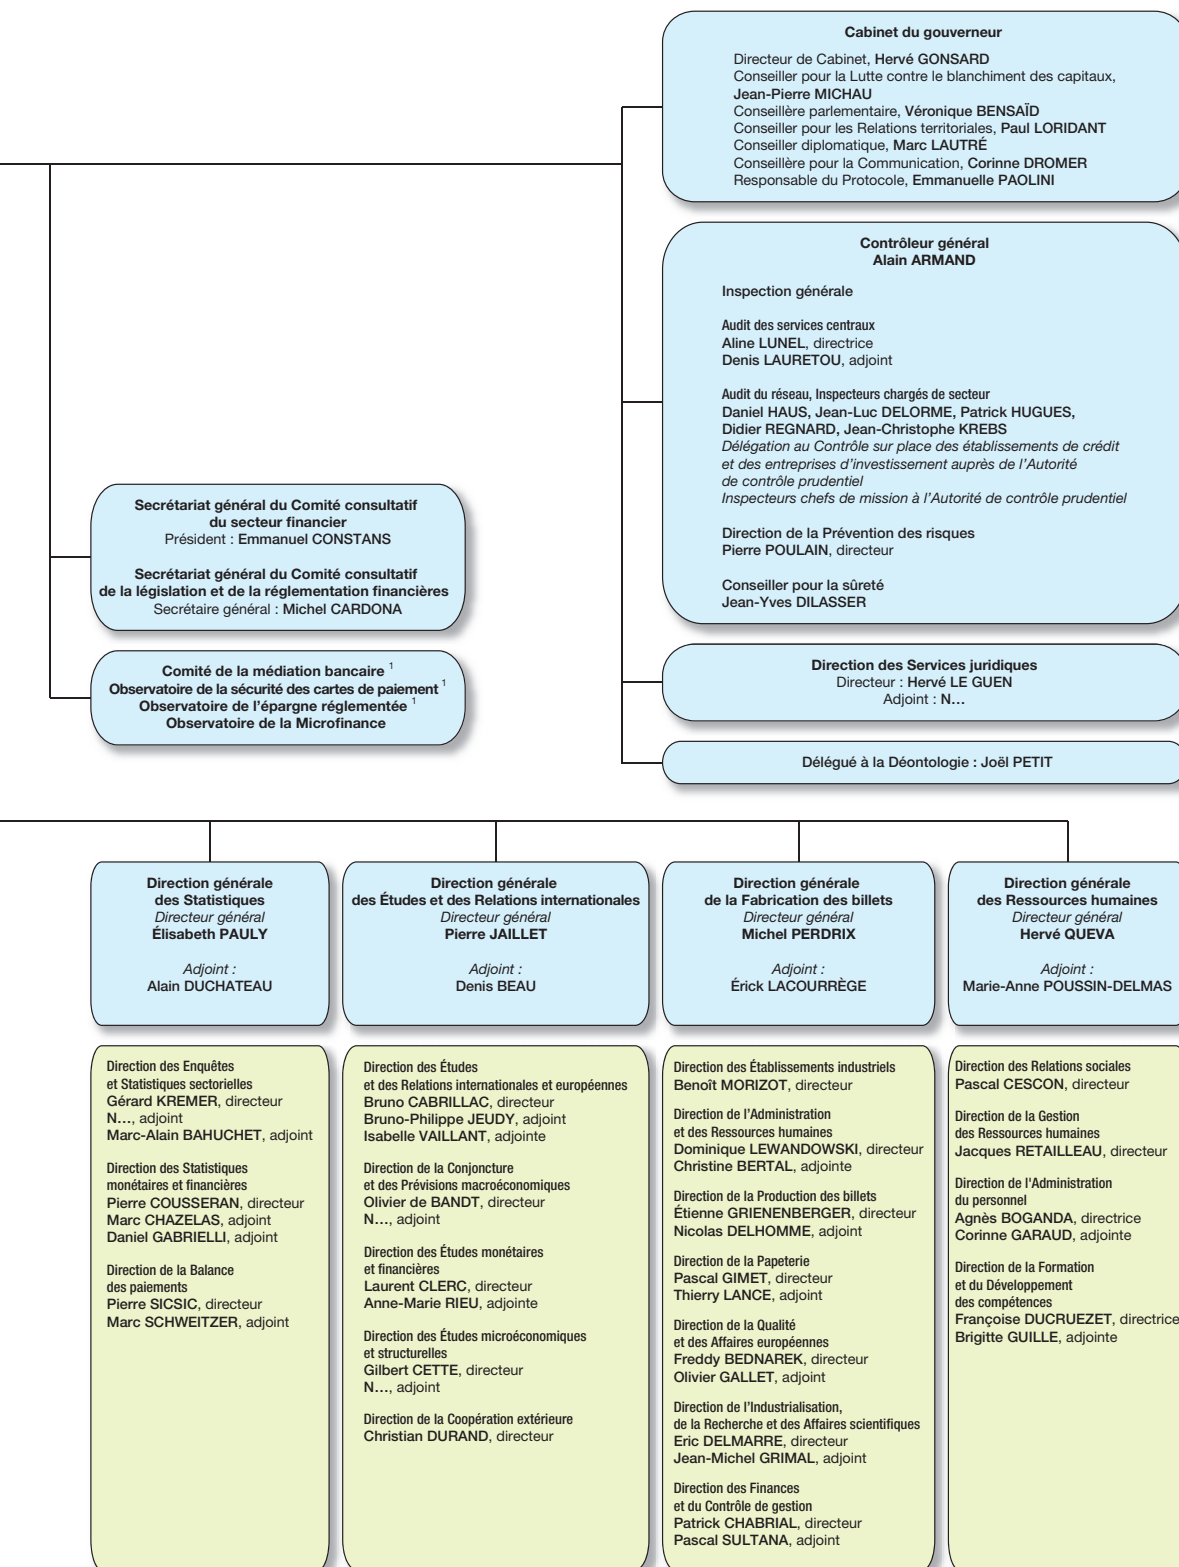 Cabinet du gouverneur
Directeur de Cabinet, Hervé GONSARD
Conseiller pour la Lutte contre le blanchiment des capitaux,
Jean-Pierre MICHAU
Conseillère parlementaire, Véronique BENSAÏD
Conseiller pour les Relations territoriales, Paul LORIDANT
Conseiller diplomatique, Marc LAUTRÉ
Conseillère pour la Communication, Corinne DROMER
Responsable du Protocole, Emmanuelle PAOLINI
Contrôleur général
Alain ARMAND
Inspection générale
Audit des services centraux
Aline LUNEL, directrice
Denis LAURETOU, adjoint
Audit du réseau, Inspecteurs chargés de secteur
Daniel HAUS, Jean-Luc DELORME, Patrick HUGUES,
Didier REGNARD, Jean-Christophe KREBS
Délégation au Contrôle sur place des établissements de crédit
et des entreprises d'investissement auprès de l'Autorité
de contrôle prudentiel
Inspecteurs chefs de mission à l'Autorité de contrôle prudentiel
Direction de la Prévention des risques
Pierre POULAIN, directeur
Conseiller pour la sûreté
Jean-Yves DILASSER
Secrétariat général du Comité consultatif
du secteur financier
Président : Emmanuel CONSTANS
Secrétariat général du Comité consultatif
de la législation et de la réglementation financières
Secrétaire général : Michel CARDONA
Comité de la médiation bancaire 1
Observatoire de la sécurité des cartes de paiement 1
Observatoire de l'épargne réglementée 1
Observatoire de la Microfinance
Direction des Services juridiques
Directeur : Hervé LE GUEN
Adjoint : N…
Délégué à la Déontologie : Joël PETIT
Direction générale
des Statistiques
Directeur général
Élisabeth PAULY
Adjoint :
Alain DUCHATEAU
Direction des Enquêtes
et Statistiques sectorielles
Gérard KREMER, directeur
N…, adjoint
Marc-Alain BAHUCHET, adjoint
Direction des Statistiques
monétaires et financières
Pierre COUSSERAN, directeur
Marc CHAZELAS, adjoint
Daniel GABRIELLI, adjoint
Direction de la Balance
des paiements
Pierre SICSIC, directeur
Marc SCHWEITZER, adjoint
Direction générale
des Études et des Relations internationales
Directeur général
Pierre JAILLET
Adjoint :
Denis BEAU
Direction des Études
et des Relations internationales et européennes
Bruno CABRILLAC, directeur
Bruno-Philippe JEUDY, adjoint
Isabelle VAILLANT, adjointe
Direction de la Conjoncture
et des Prévisions macroéconomiques
Olivier de BANDT, directeur
N…, adjoint
Direction des Études monétaires
et financières
Laurent CLERC, directeur
Anne-Marie RIEU, adjointe
Direction des Études microéconomiques
et structurelles
Gilbert CETTE, directeur
N…, adjoint
Direction de la Coopération extérieure
Christian DURAND, directeur
Direction générale
de la Fabrication des billets
Directeur général
Michel PERDRIX
Adjoint :
Érick LACOURRÈGE
Direction des Établissements industriels
Benoît MORIZOT, directeur
Direction de l'Administration
et des Ressources humaines
Dominique LEWANDOWSKI, directeur
Christine BERTAL, adjointe
Direction de la Production des billets
Étienne GRIENENBERGER, directeur
Nicolas DELHOMME, adjoint
Direction de la Papeterie
Pascal GIMET, directeur
Thierry LANCE, adjoint
Direction de la Qualité
et des Affaires européennes
Freddy BEDNAREK, directeur
Olivier GALLET, adjoint
Direction de l'Industrialisation,
de la Recherche et des Affaires scientifiques
Eric DELMARRE, directeur
Jean-Michel GRIMAL, adjoint
Direction des Finances
et du Contrôle de gestion
Patrick CHABRIAL, directeur
Pascal SULTANA, adjoint
Direction générale
des Ressources humaines
Directeur général
Hervé QUEVA
Adjoint :
Marie-Anne POUSSIN-DELMAS
Direction des Relations sociales
Pascal CESCON, directeur
Direction de la Gestion
des Ressources humaines
Jacques RETAILLEAU, directeur
Direction de l'Administration
du personnel
Agnès BOGANDA, directrice
Corinne GARAUD, adjointe
Direction de la Formation
et du Développement
des compétences
Françoise DUCRUEZET, directrice
Brigitte GUILLE, adjointe